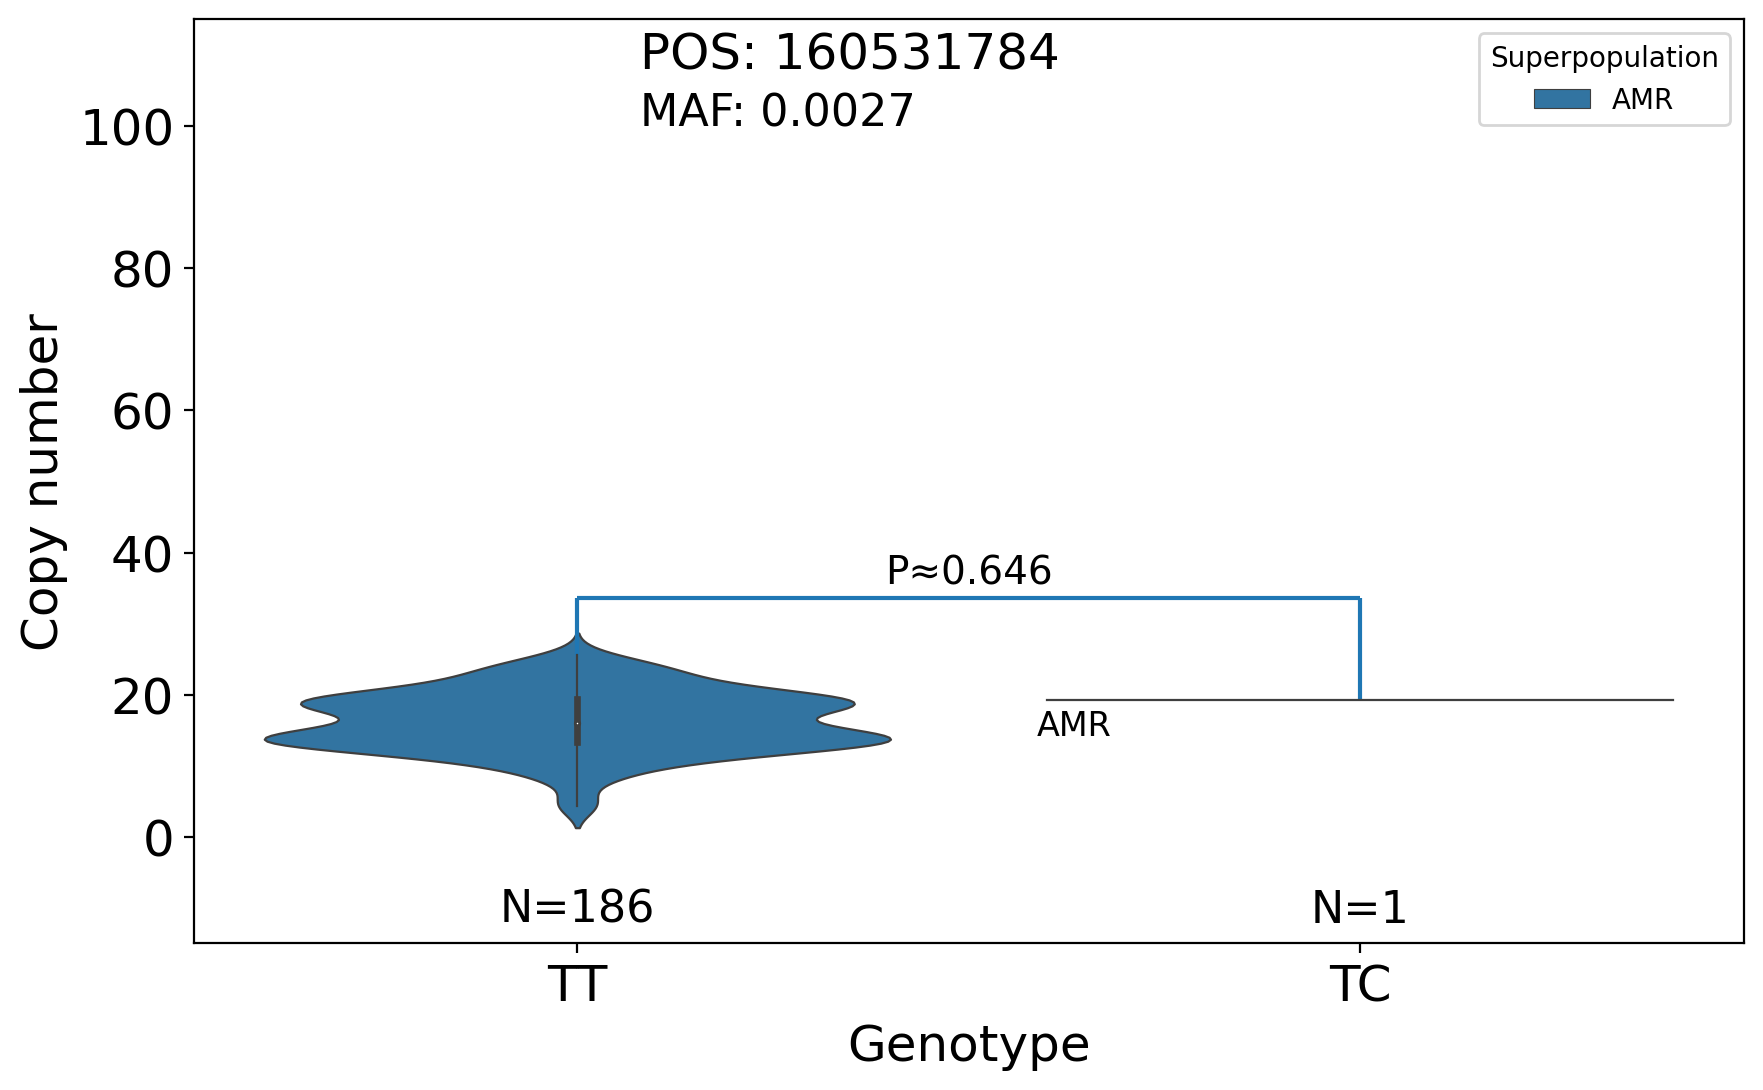 POS: 160531784
MAF: 0.0027
Superpopulation
AMR
100
80
60
40
20
0
Copy number
P≈0.646
AMR
N=186
N=1
TT
TC
Genotype